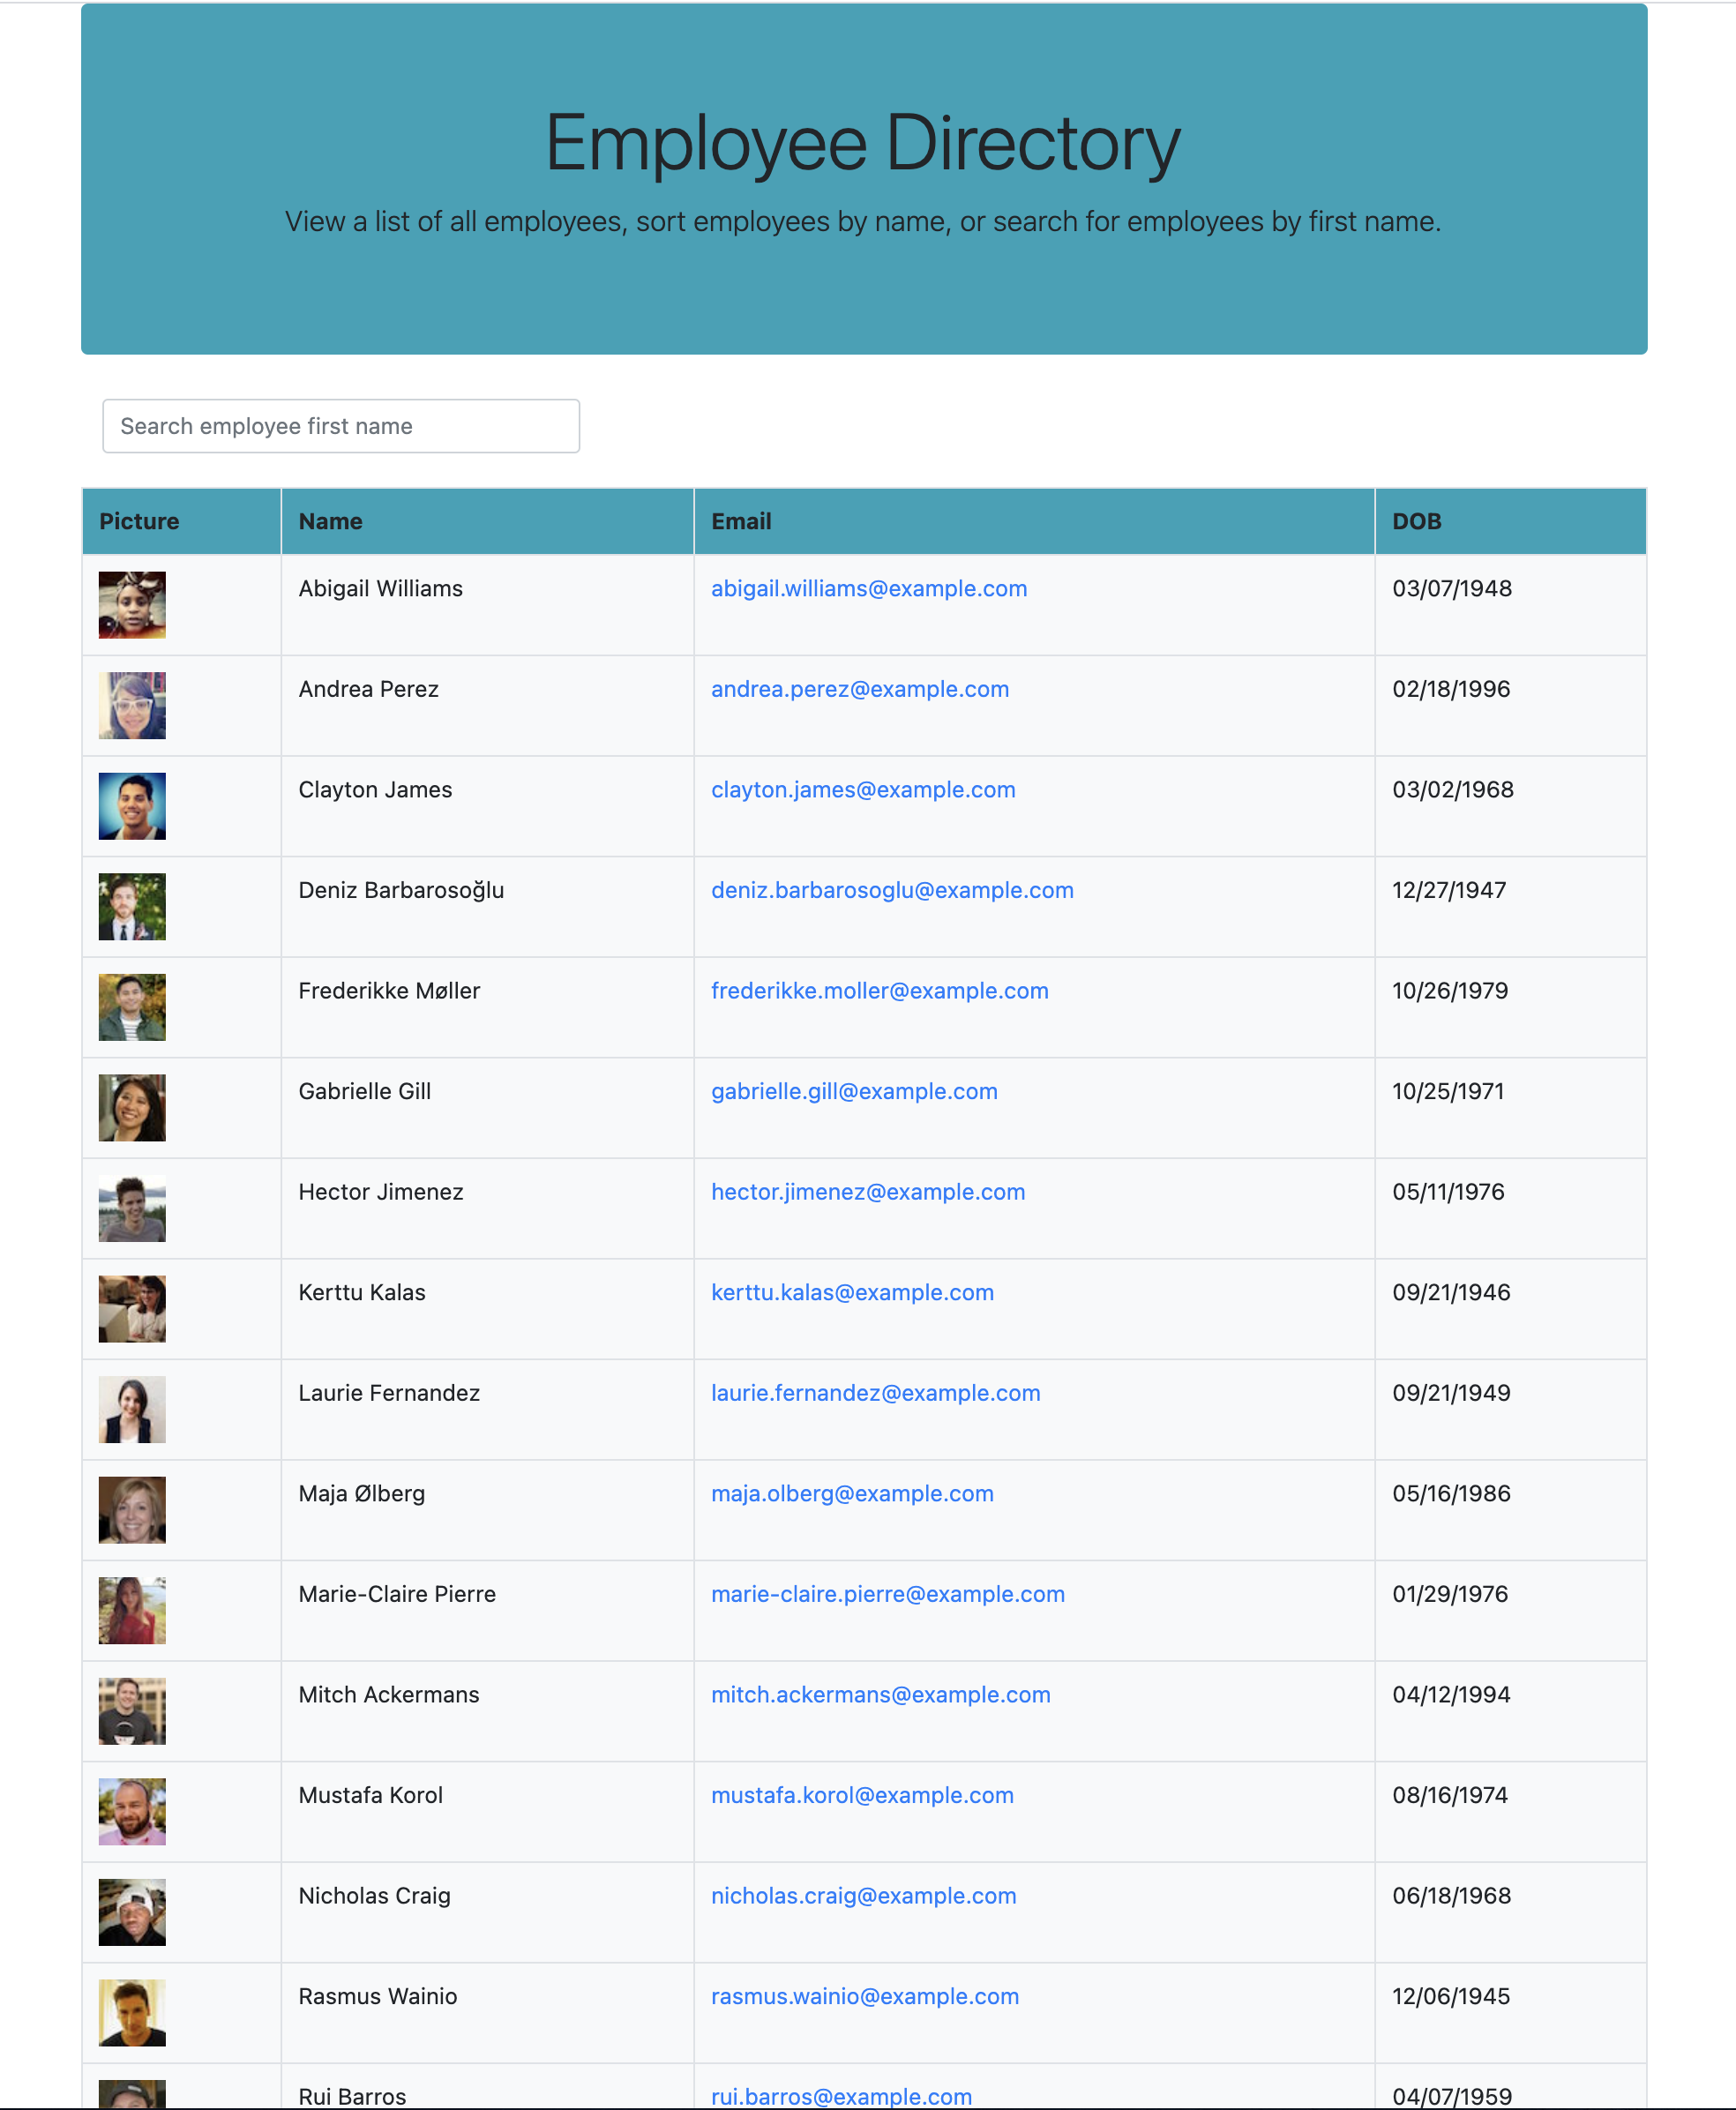 Employee Directory
View a list of all employees, sort employees by name, or search for employees by first name.
Search employee first name
Picture Name Email DOB
Abigail Williams abigail.williams@example.com 03/07/1948
Andrea Perez andrea.perez@example.com 02/18/1996
Clayton James clayton.james@example.com 03/02/1968
Deniz Barbarosoğlu deniz.barbarosoglu@example.com 12/27/1947
Frederikke Møller frederikke.moller@example.com 10/26/1979
Gabrielle Gill gabrielle.gill@example.com 10/25/1971
Hector Jimenez hector.jimenez@example.com 05/11/1976
Kerttu Kalas kerttu.kalas@example.com 09/21/1946
Laurie Fernandez laurie.fernandez@example.com 09/21/1949
Maja Ølberg maja.olberg@example.com 05/16/1986
Marie-Claire Pierre marie-claire.pierre@example.com 01/29/1976
Mitch Ackermans mitch.ackermans@example.com 04/12/1994
Mustafa Korol mustafa.korol@example.com 08/16/1974
Nicholas Craig nicholas.craig@example.com 06/18/1968
Rasmus Wainio rasmus.wainio@example.com 12/06/1945
Rui Barros rui.barros@example.com 04/07/1959